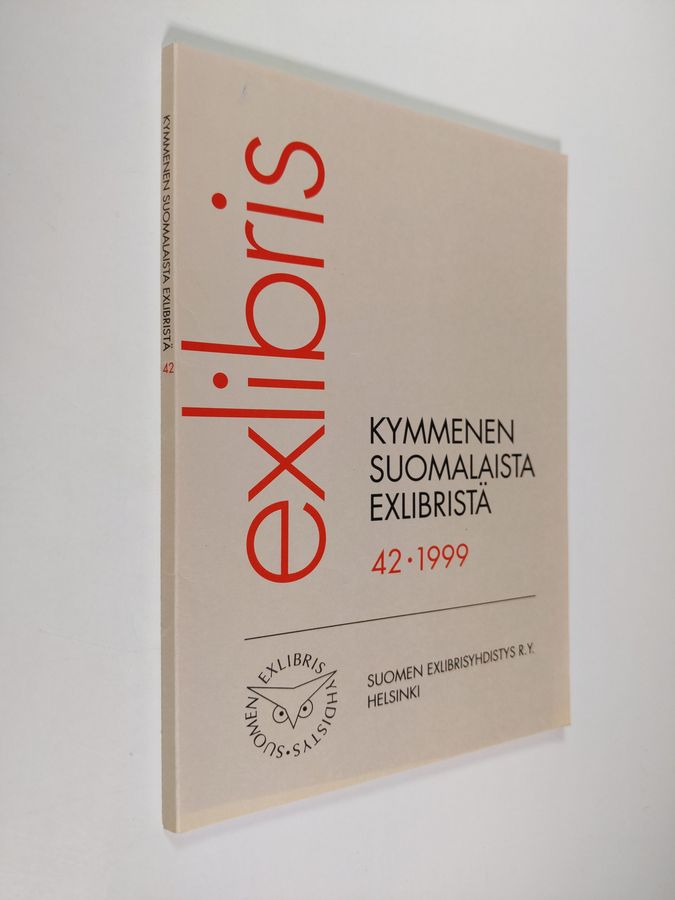 KYMMENEN SUOMALAISTA EXLIBRISTÄ 42
exlibris
KYMMENEN
SUOMALAISTA
EXLIBRISTÄ
42 • 1999
SUOMEN EXLIBRISYHDISTYS R.Y.
HELSINKI
SUOMEN EXLIBRIS YHDISTYS •